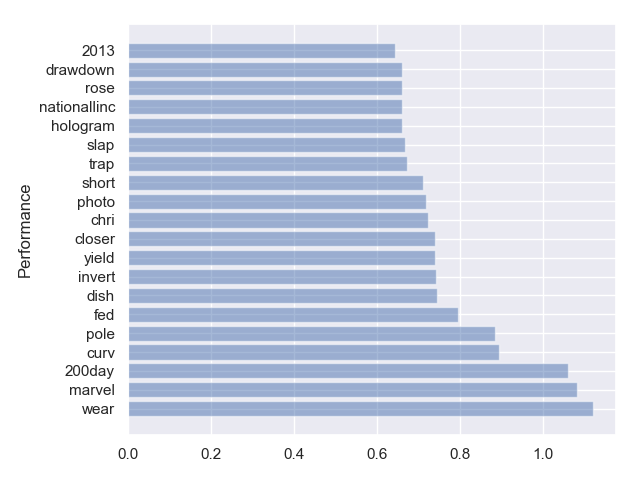 2013
drawdown
rose
nationallinc
hologram
slap
trap
short
photo
chri
closer
yield
invert
dish
fed
pole
curv
200day
marvel
wear
Performance
0.0 0.2 0.4 0.6 0.8 1.0